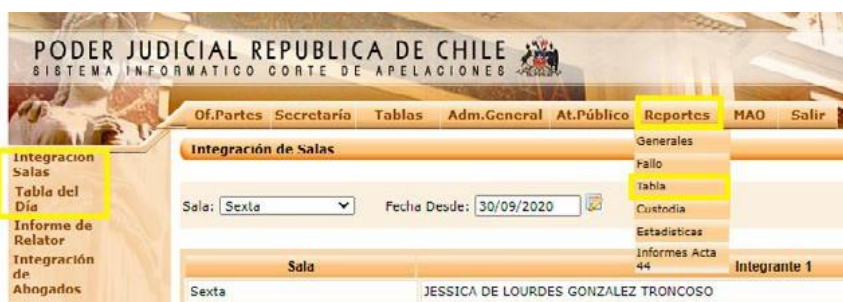 PODER JUDICIAL REPUBLICA DE CHILE
SISTEMA INFORMATICO CORTE DE APELACIONES
Of.Partes Secretaría Tablas Adm.General At.Público Reportes MAO Salir
Integración
Salas
Tabla del
Día
Informe de
Relator
Integración
de
Abogados
Integración de Salas
Generales
Fallo
Tabla
Custodia
Estadisticas
Informes Acta
44
Sala: Sexta Fecha Desde: 30/09/2020
Sala Integrante 1
Sexta JESSICA DE LOURDES GONZALEZ TRONCOSO